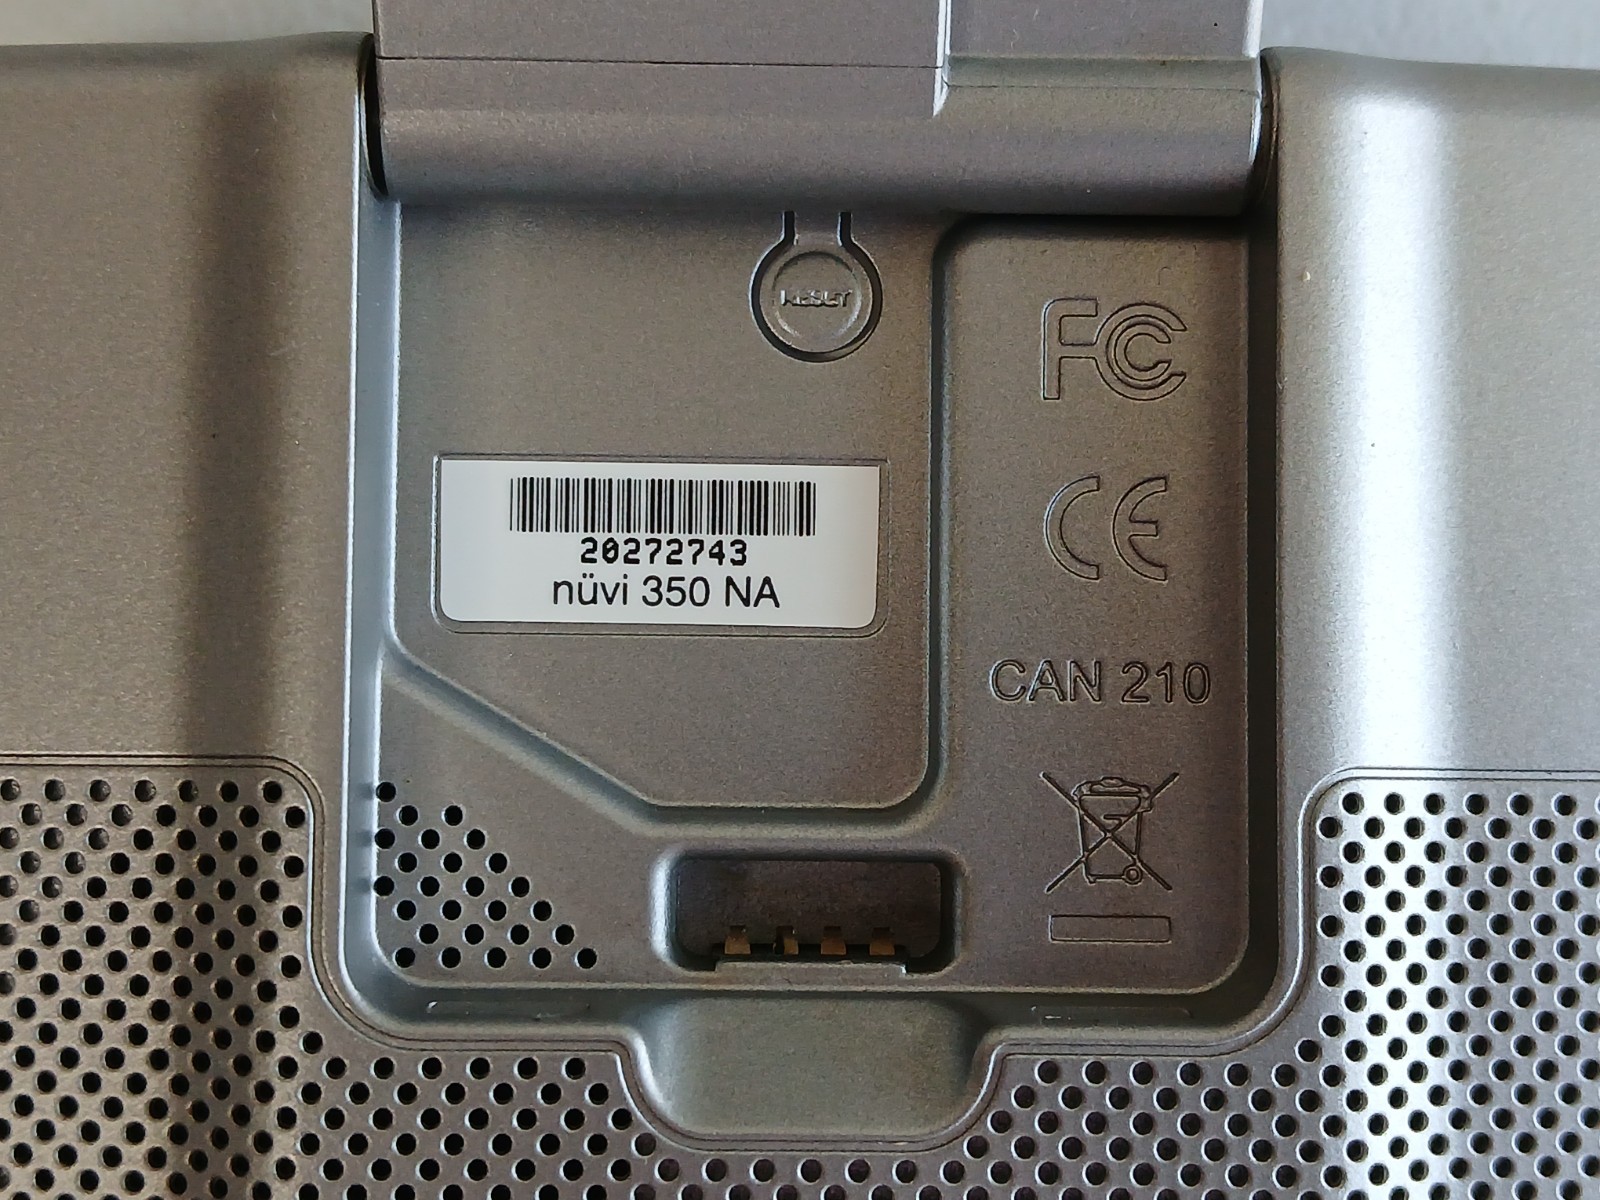 RESET
FC
CE
20272743
nüvi 350 NA
CAN 210